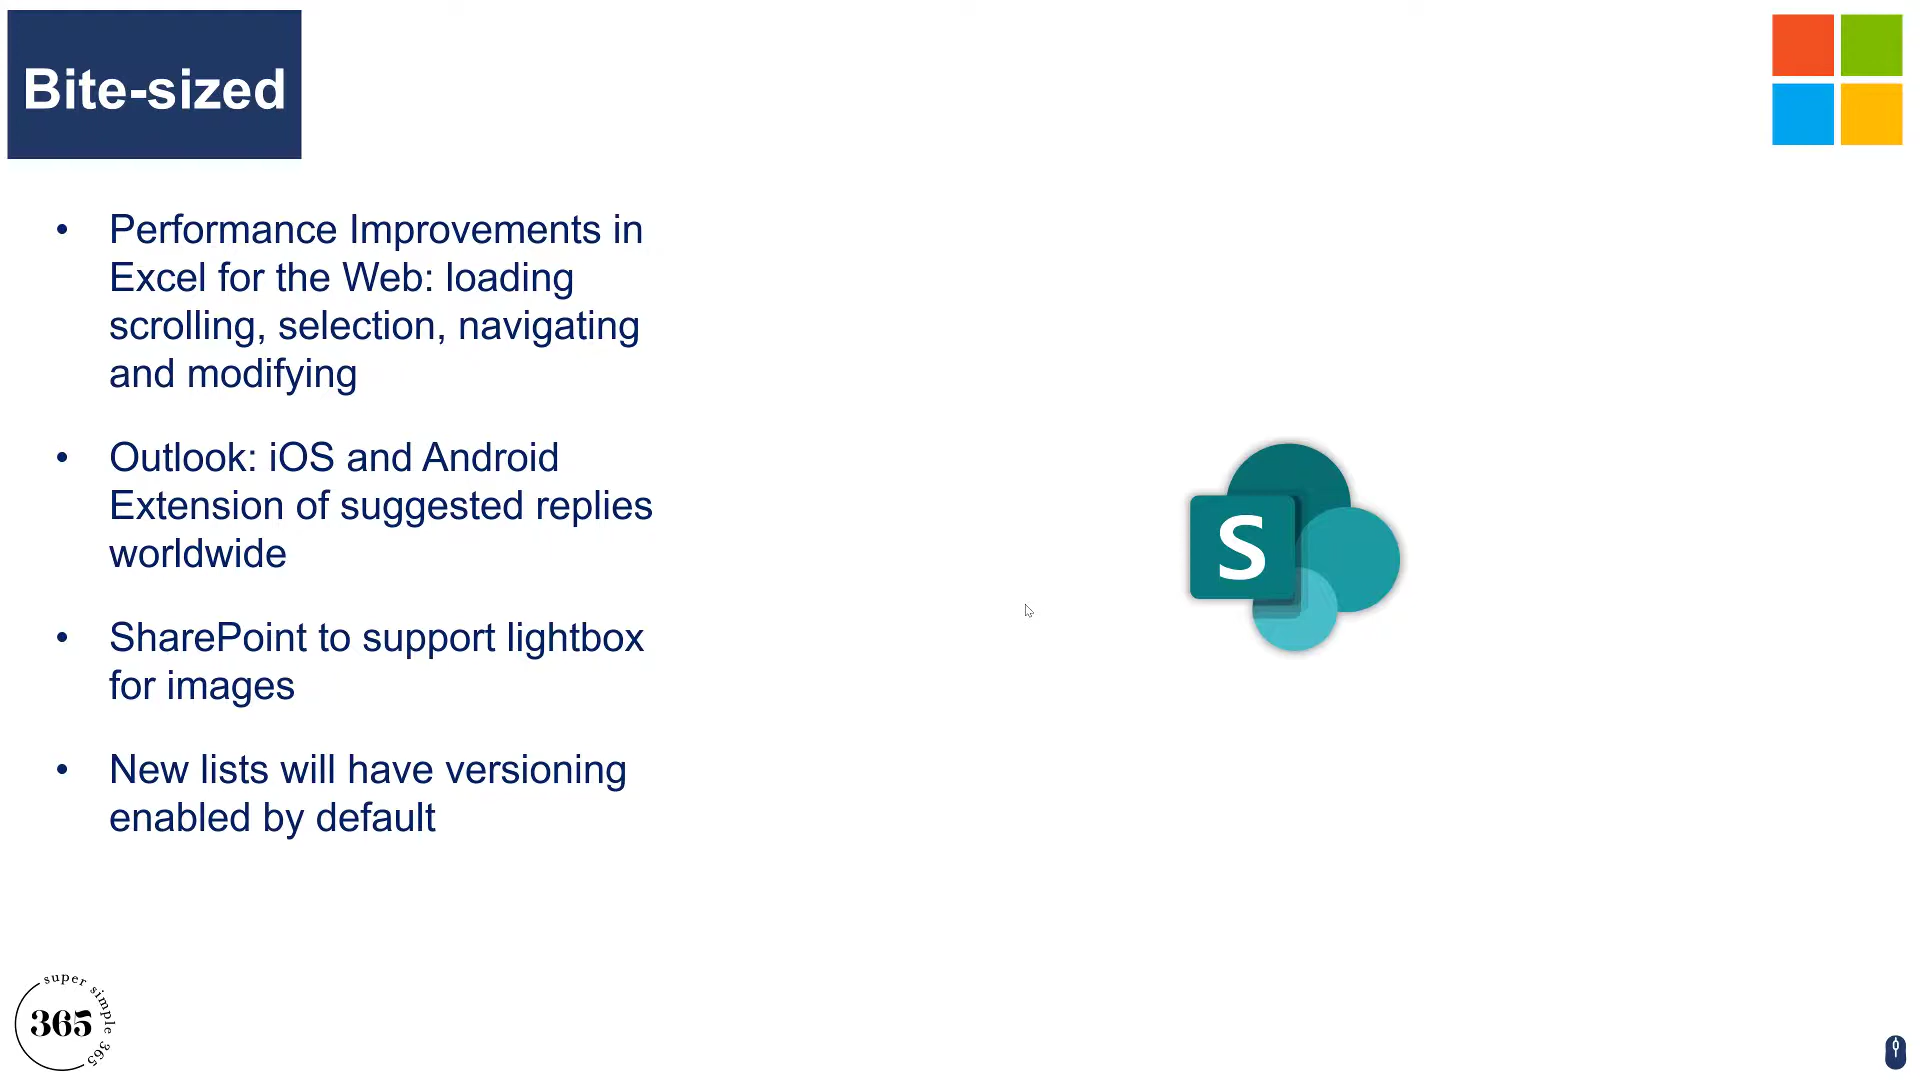 Bite-sized
• Performance Improvements in
Excel for the Web: loading
scrolling, selection, navigating
and modifying
• Outlook: iOS and Android
Extension of suggested replies
worldwide
• SharePoint to support lightbox
for images
• New lists will have versioning
enabled by default
S
super simple 365
365